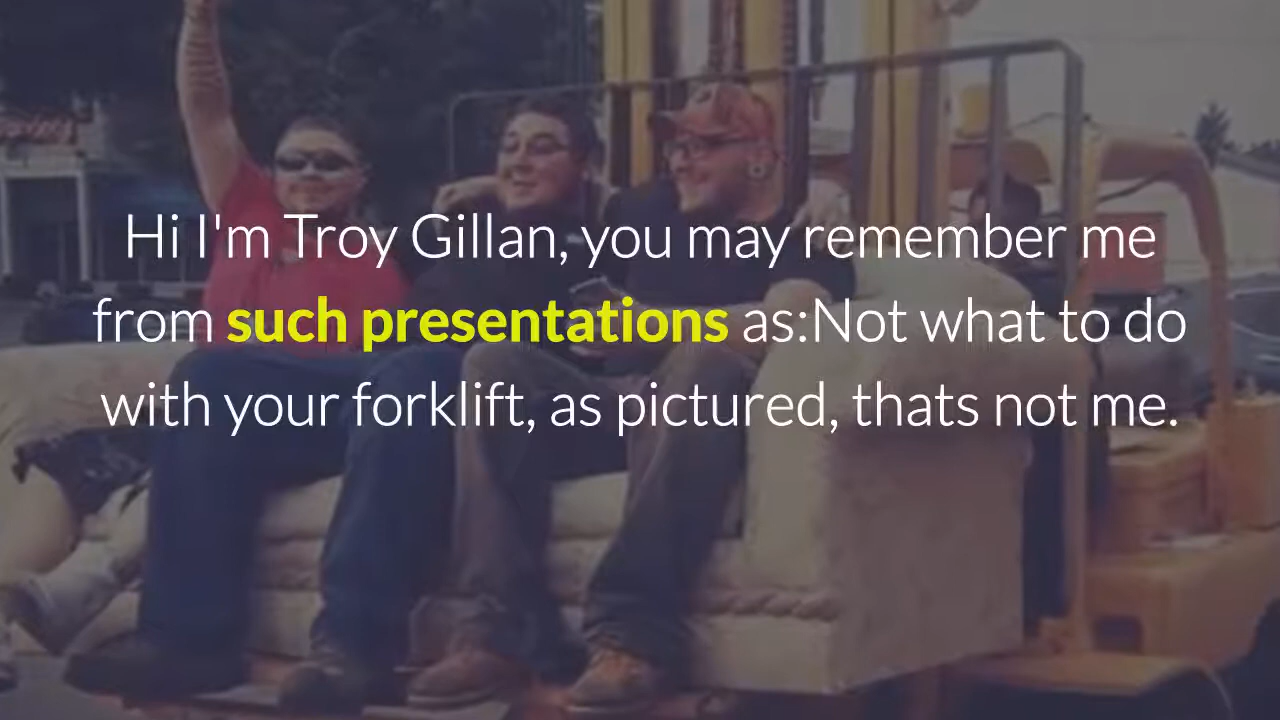 Hi I'm Troy Gillan, you may remember me
from such presentations as:Not what to do
with your forklift, as pictured, thats not me.